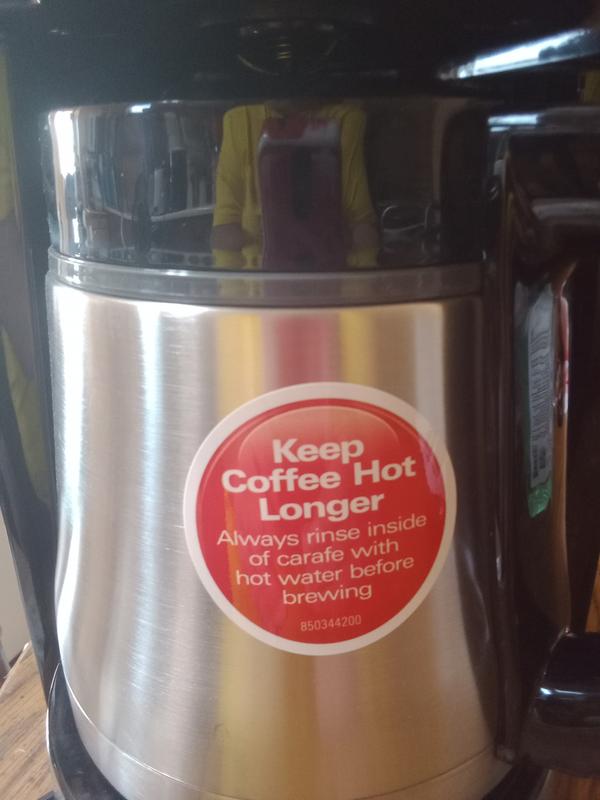 Keep
Coffee Hot
Longer
Always rinse inside
of carafe with
hot water before
brewing
850344200